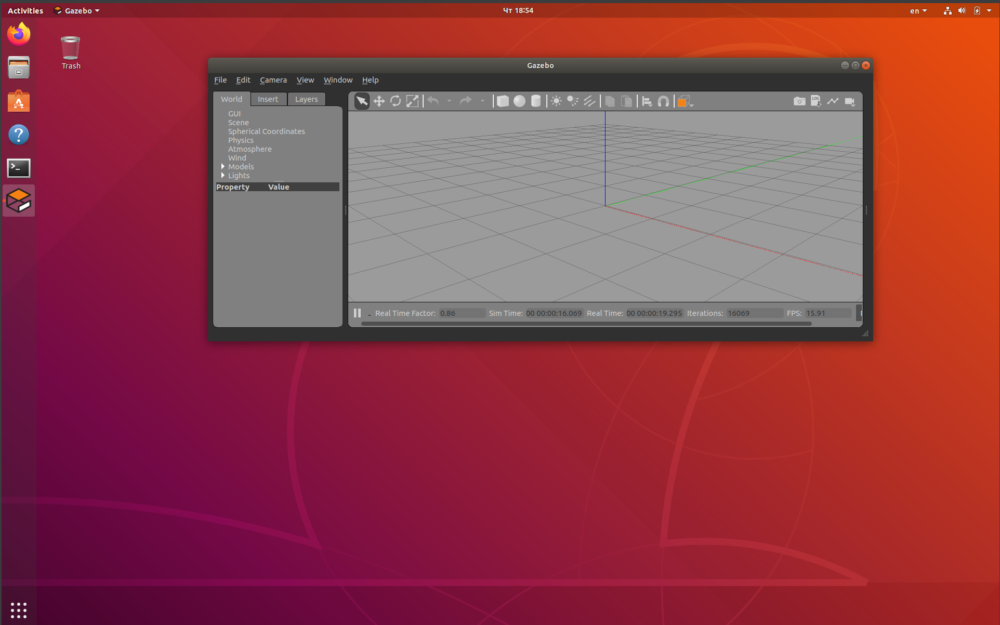 Activities Gazebo Чт 18:54 en
Trash
Gazebo
File Edit Camera View Window Help
World Insert Layers
LOG
GUI
Scene
Spherical Coordinates
Physics
Atmosphere
Wind
Models
Lights
Property Value
Real Time Factor: 0.86 Sim Time: 00 00:00:16.069 Real Time: 00 00:00:19.295 Iterations: 16069 FPS: 15.91